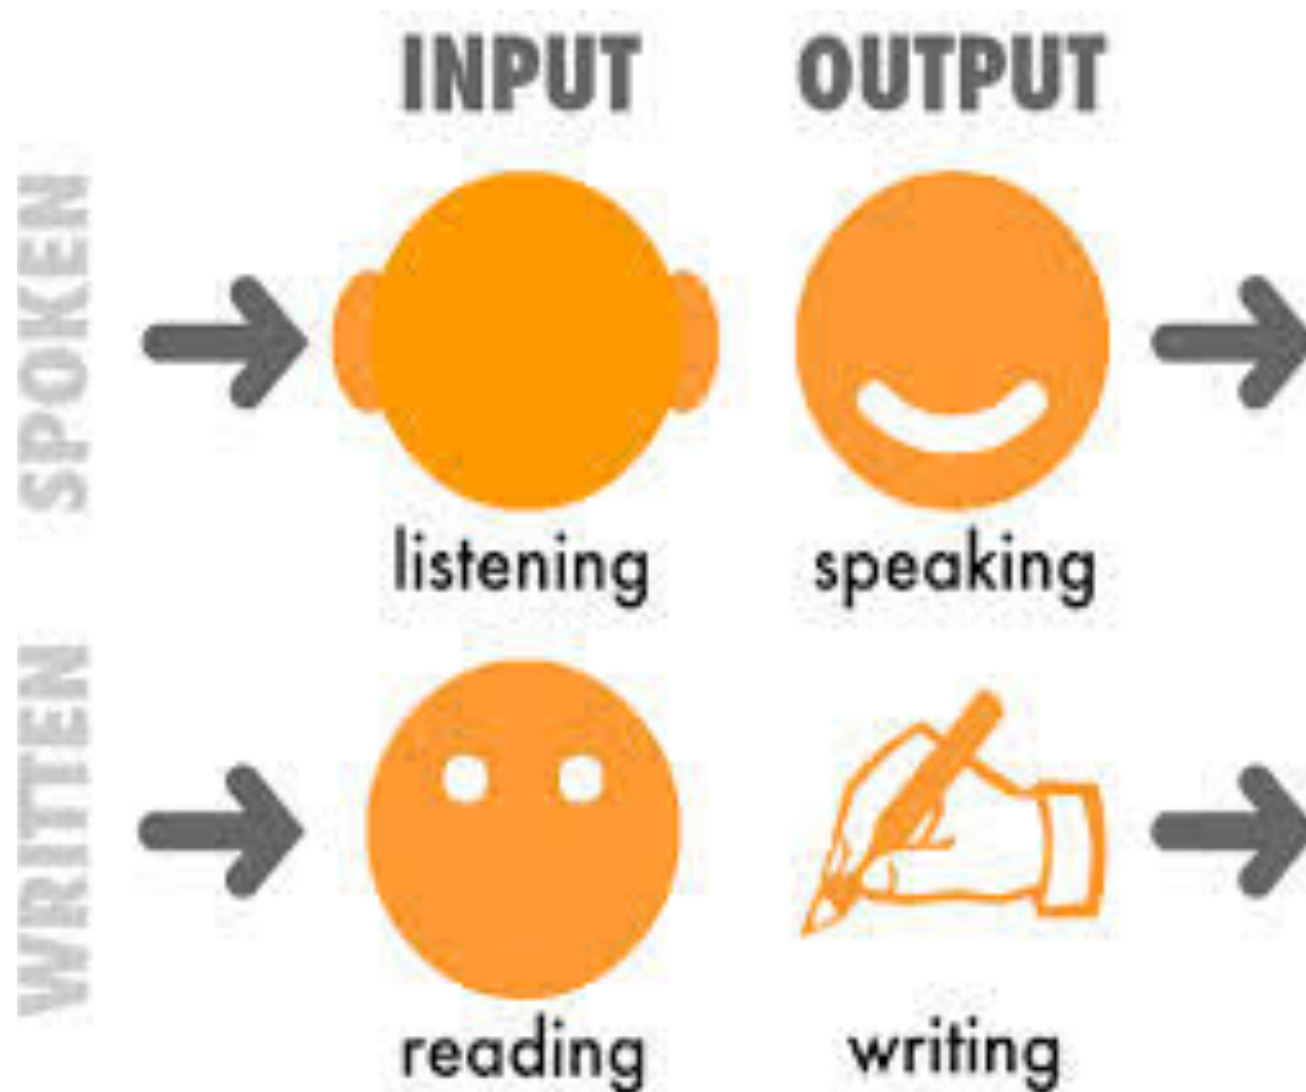 INPUT OUTPUT
SPOKEN
listening speaking
WRITTEN
reading writing